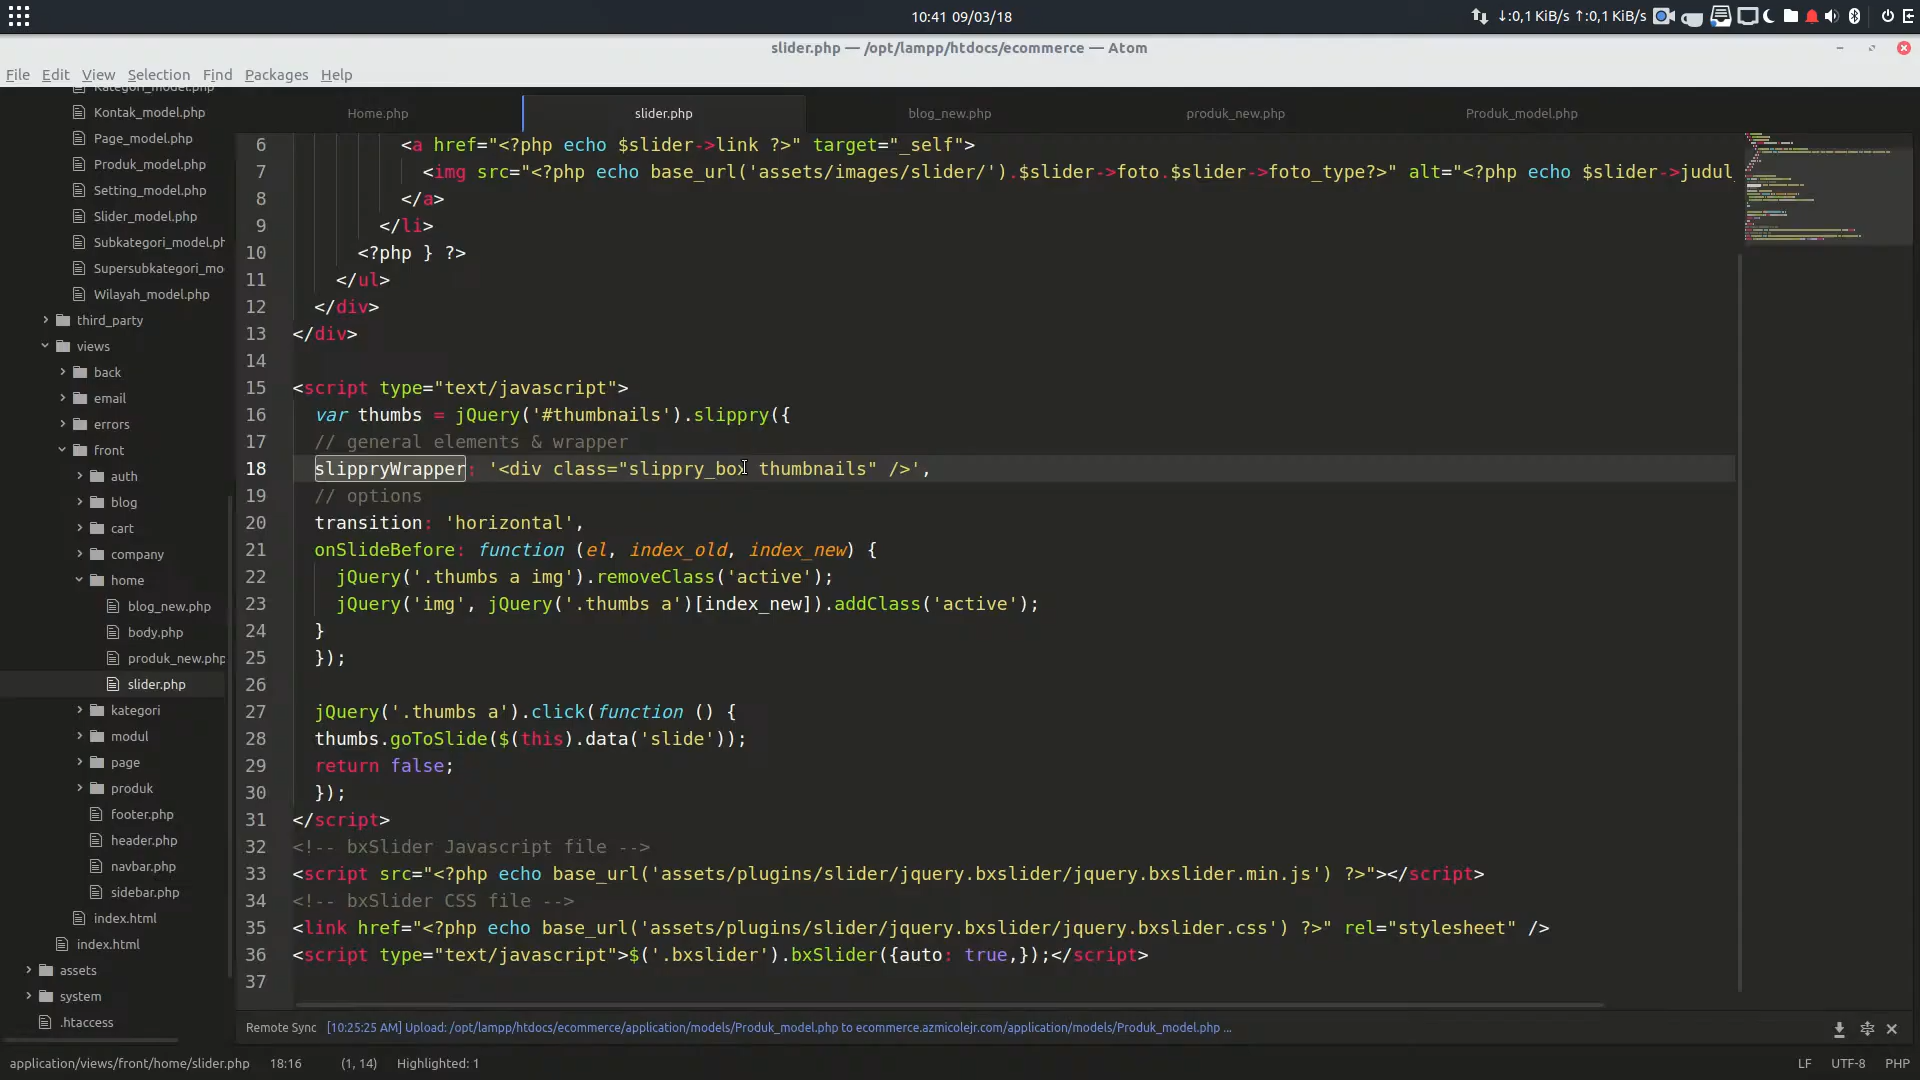 10:41 09/03/18
↓:0,1 KiB/s ↑:0,1 KiB/s
slider.php — /opt/lampp/htdocs/ecommerce — Atom
File Edit View Selection Find Packages Help
Kategori_model.php
Kontak_model.php
Page_model.php
Produk_model.php
Setting_model.php
Slider_model.php
Subkategori_model.ph
Supersubkategori_mo
Wilayah_model.php
third_party
views
back
email
errors
front
auth
blog
cart
company
home
blog_new.php
body.php
produk_new.php
slider.php
kategori
modul
page
produk
footer.php
header.php
navbar.php
sidebar.php
index.html
index.html
assets
system
.htaccess
Home.php slider.php blog_new.php produk_new.php Produk_model.php
6 <a href="<?php echo $slider->link ?>" target="_self">
7 <img src="<?php echo base_url('assets/images/slider/').$slider->foto.$slider->foto_type?>" alt="<?php echo $slider->judul_
8 </a>
9 </li>
10 <?php } ?>
11 </ul>
12 </div>
13 </div>
14
15 <script type="text/javascript">
16 var thumbs = jQuery('#thumbnails').slippry({
17 // general elements & wrapper
18 slippryWrapper: '<div class="slippry_box thumbnails" />',
19 // options
20 transition: 'horizontal',
21 onSlideBefore: function (el, index_old, index_new) {
22 jQuery('.thumbs a img').removeClass('active');
23 jQuery('img', jQuery('.thumbs a')[index_new]).addClass('active');
24 }
25 });
26
27 jQuery('.thumbs a').click(function () {
28 thumbs.goToSlide($(this).data('slide'));
29 return false;
30 });
31 </script>
32 <!-- bxSlider Javascript file -->
33 <script src="<?php echo base_url('assets/plugins/slider/jquery.bxslider/jquery.bxslider.min.js') ?>"></script>
34 <!-- bxSlider CSS file -->
35 <link href="<?php echo base_url('assets/plugins/slider/jquery.bxslider/jquery.bxslider.css') ?>" rel="stylesheet" />
36 <script type="text/javascript">$('.bxslider').bxSlider({auto: true,});</script>
37
Remote Sync [10:25:25 AM] Upload: /opt/lampp/htdocs/ecommerce/application/models/Produk_model.php to ecommerce.azmicolejr.com/application/models/Produk_model.php ...
application/views/front/home/slider.php 18:16 (1, 14) Highlighted: 1 LF UTF-8 PHP